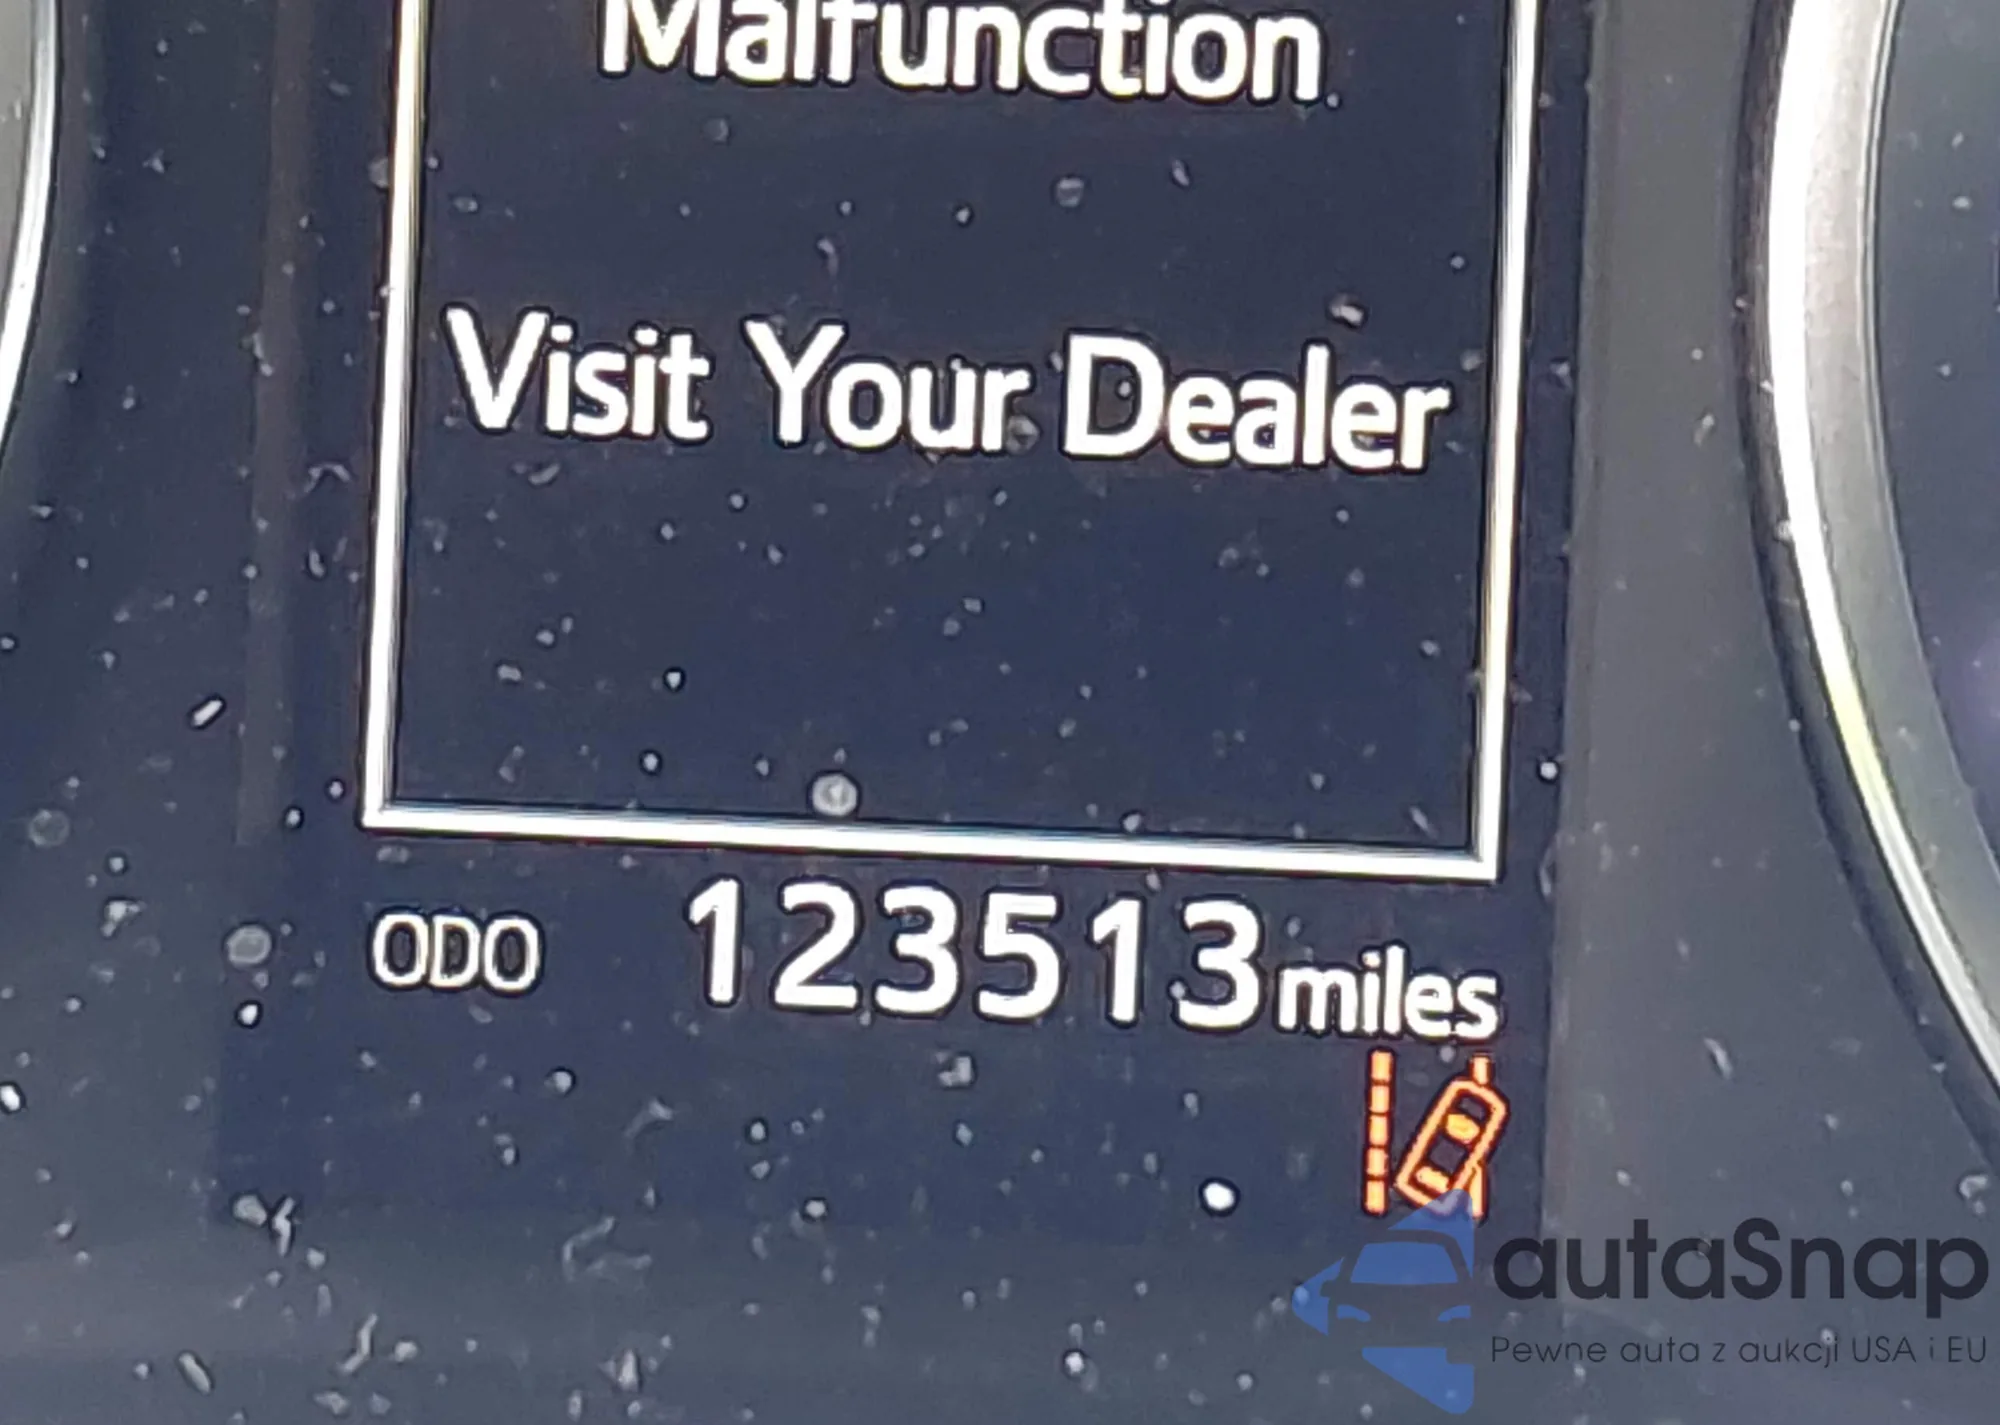 Malfunction
Visit Your Dealer
ODO 123513 miles
autaSnap
Pewne auta z aukcji USA i EU